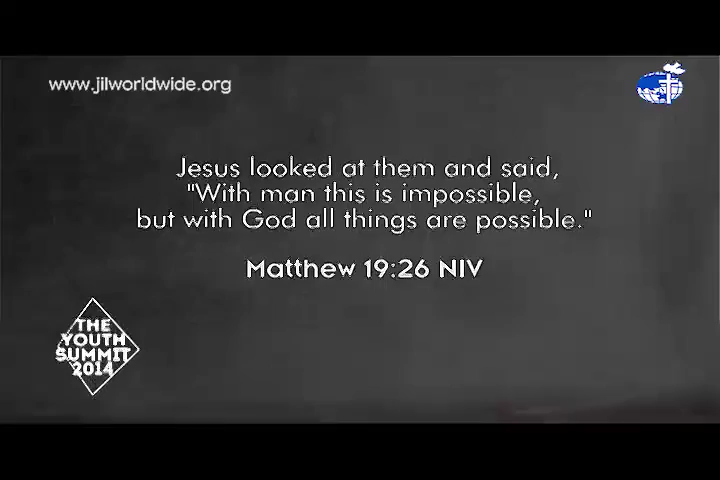 www.jilworldwide.org
Jesus looked at them and said,
"With man this is impossible,
but with God all things are possible."
Matthew 19:26 NIV
THE
YOUTH
SUMMIT
2014